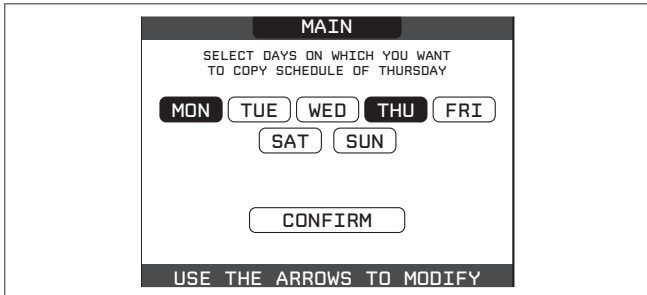 MAIN
SELECT DAYS ON WHICH YOU WANT
TO COPY SCHEDULE OF THURSDAY
MON TUE WED THU FRI
SAT SUN
CONFIRM
USE THE ARROWS TO MODIFY